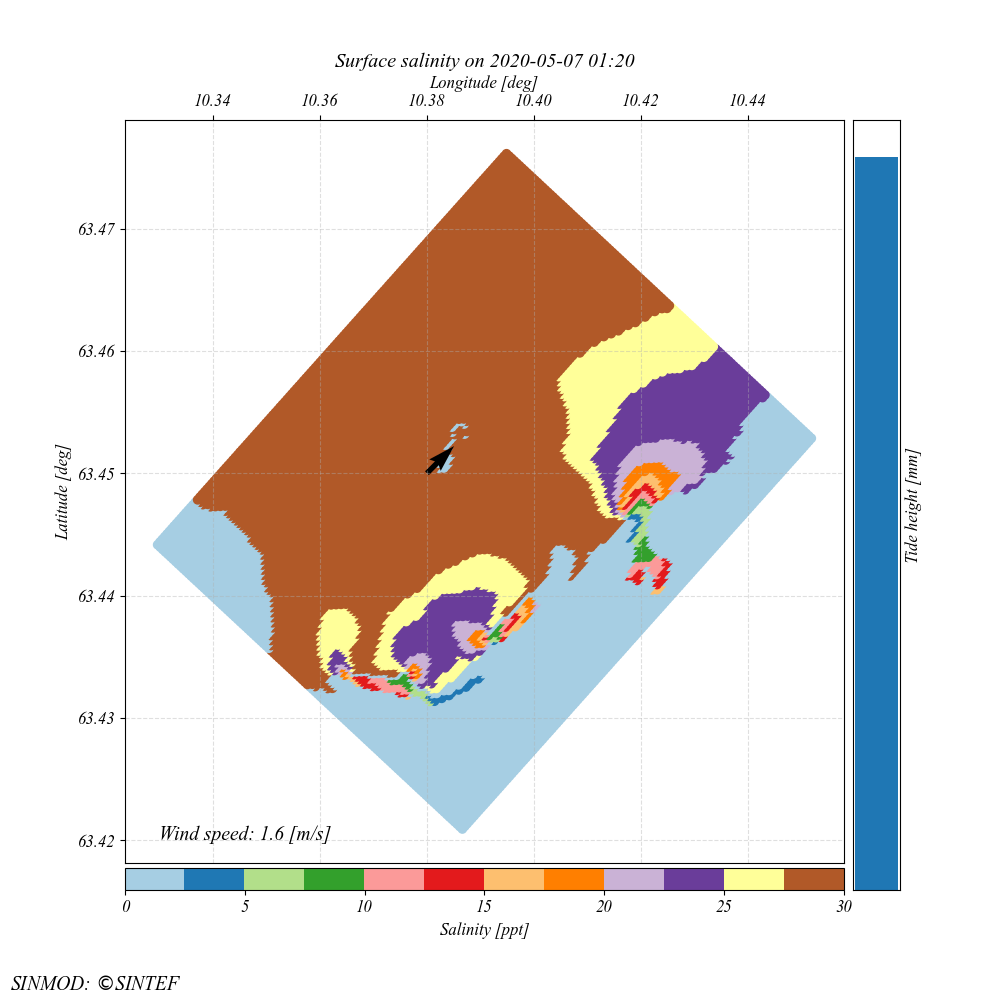 Surface salinity on 2020-05-07 01:20
Longitude [deg]
10.34 10.36 10.38 10.40 10.42 10.44
63.47
63.46
63.45
63.44
63.43
63.42
Latitude [deg]
Tide height [mm]
Wind speed: 1.6 [m/s]
0 5 10 15 20 25 30
Salinity [ppt]
SINMOD: ©SINTEF